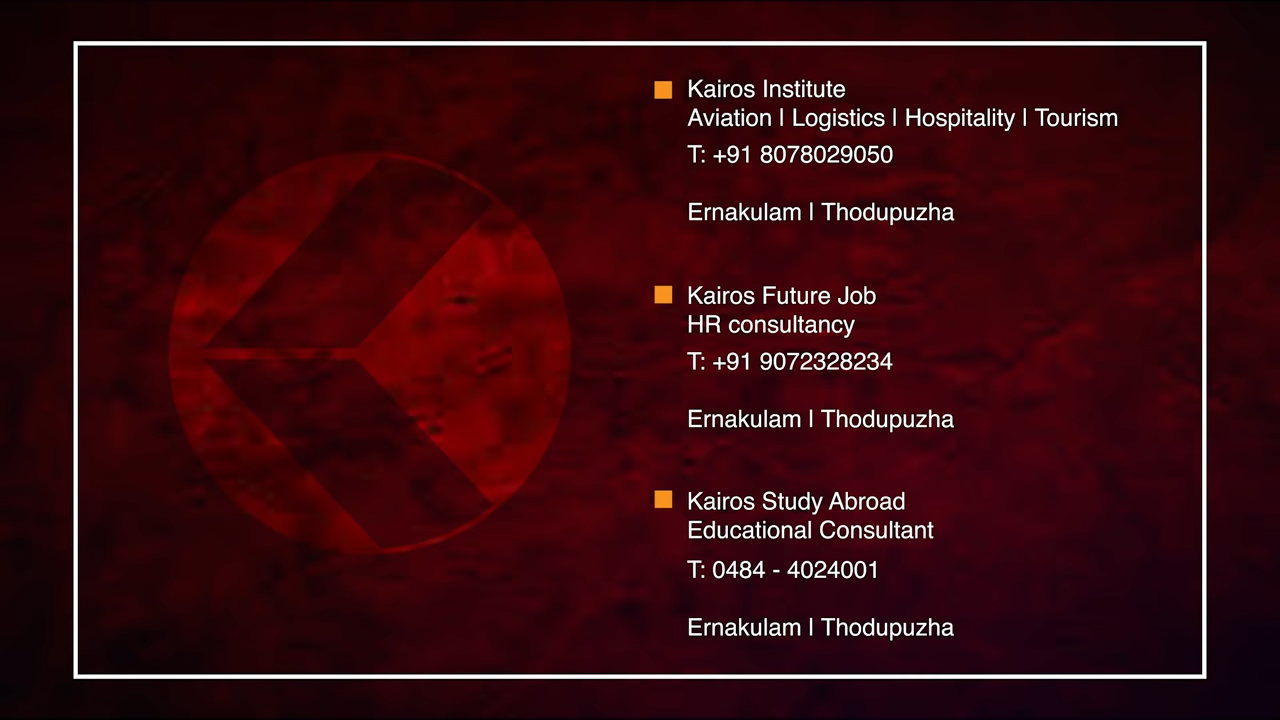 Kairos Institute
Aviation | Logistics | Hospitality | Tourism
T: +91 8078029050
Ernakulam | Thodupuzha
Kairos Future Job
HR consultancy
T: +91 9072328234
Ernakulam | Thodupuzha
Kairos Study Abroad
Educational Consultant
T: 0484 - 4024001
Ernakulam | Thodupuzha